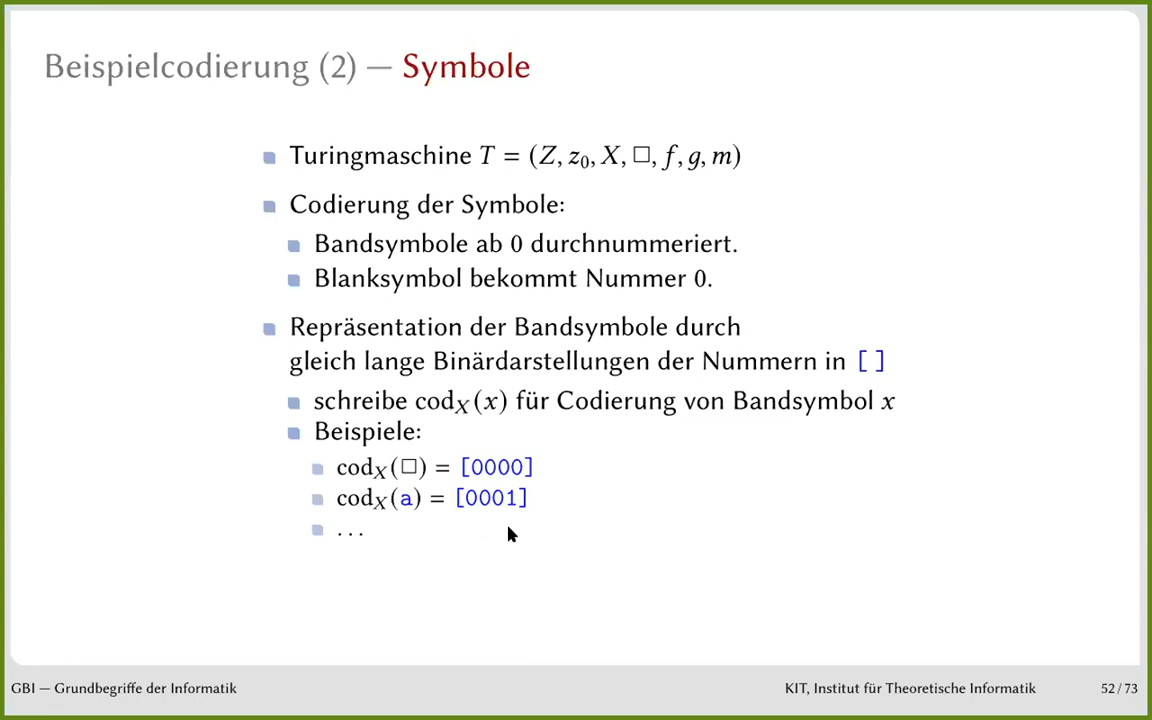 Beispielcodierung (2) — Symbole
Turingmaschine T = (Z, z₀, X, □, f, g, m)
Codierung der Symbole:
Bandsymbole ab 0 durchnummeriert.
Blanksymbol bekommt Nummer 0.
Repräsentation der Bandsymbole durch
gleich lange Binärdarstellungen der Nummern in [ ]
schreibe cod_X(x) für Codierung von Bandsymbol x
Beispiele:
cod_X(□) = [0000]
cod_X(a) = [0001]
. . .
GBI — Grundbegriffe der Informatik KIT, Institut für Theoretische Informatik 52 / 73